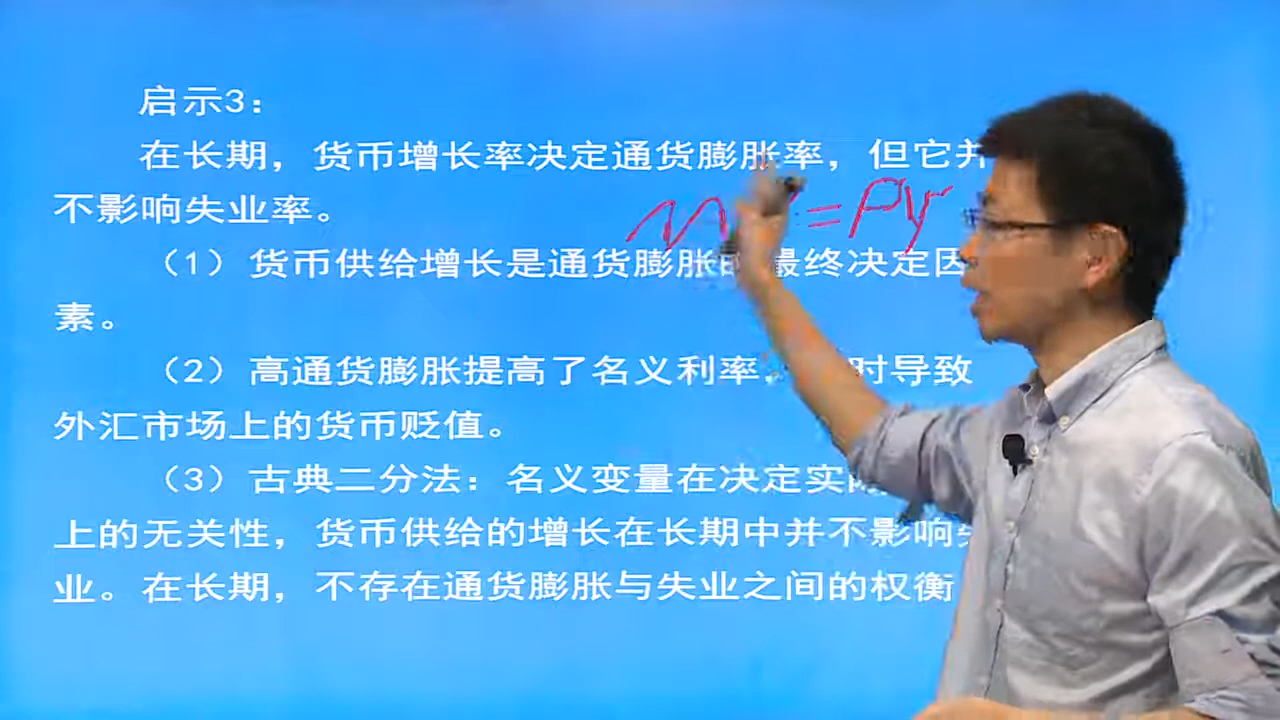 启示3：
在长期，货币增长率决定通货膨胀率，但它并
不影响失业率。
M = PY
（1）货币供给增长是通货膨胀 最终决定因
素。
（2）高通货膨胀提高了名义利率， 时导致
外汇市场上的货币贬值。
（3）古典二分法：名义变量在决定实
上的无关性，货币供给的增长在长期中并不影响
业。在长期，不存在通货膨胀与失业之间的权衡